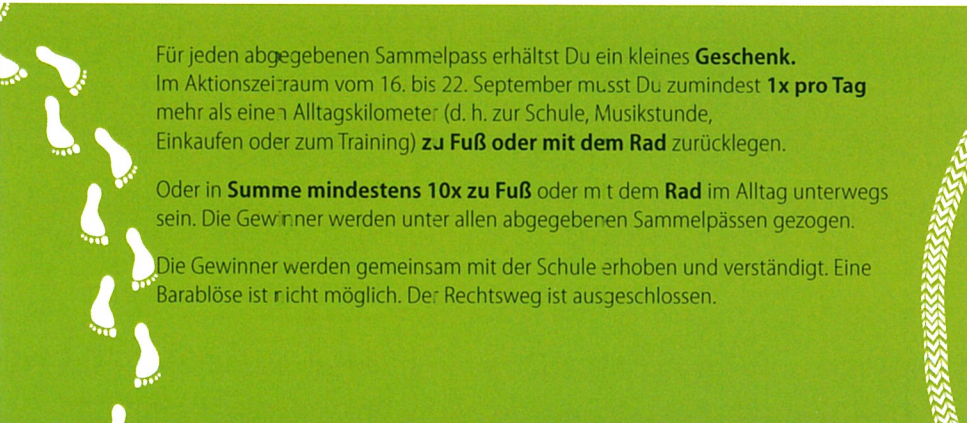 Für jeden abgegebenen Sammelpass erhältst Du ein kleines Geschenk.
Im Aktionszeitraum vom 16. bis 22. September musst Du zumindest 1x pro Tag
mehr als einen Alltagskilometer (d. h. zur Schule, Musikstunde,
Einkaufen oder zum Training) zu Fuß oder mit dem Rad zurücklegen.
Oder in Summe mindestens 10x zu Fuß oder mit dem Rad im Alltag unterwegs
sein. Die Gewinner werden unter allen abgegebenen Sammelpässen gezogen.
Die Gewinner werden gemeinsam mit der Schule erhoben und verständigt. Eine
Barablöse ist nicht möglich. Der Rechtsweg ist ausgeschlossen.